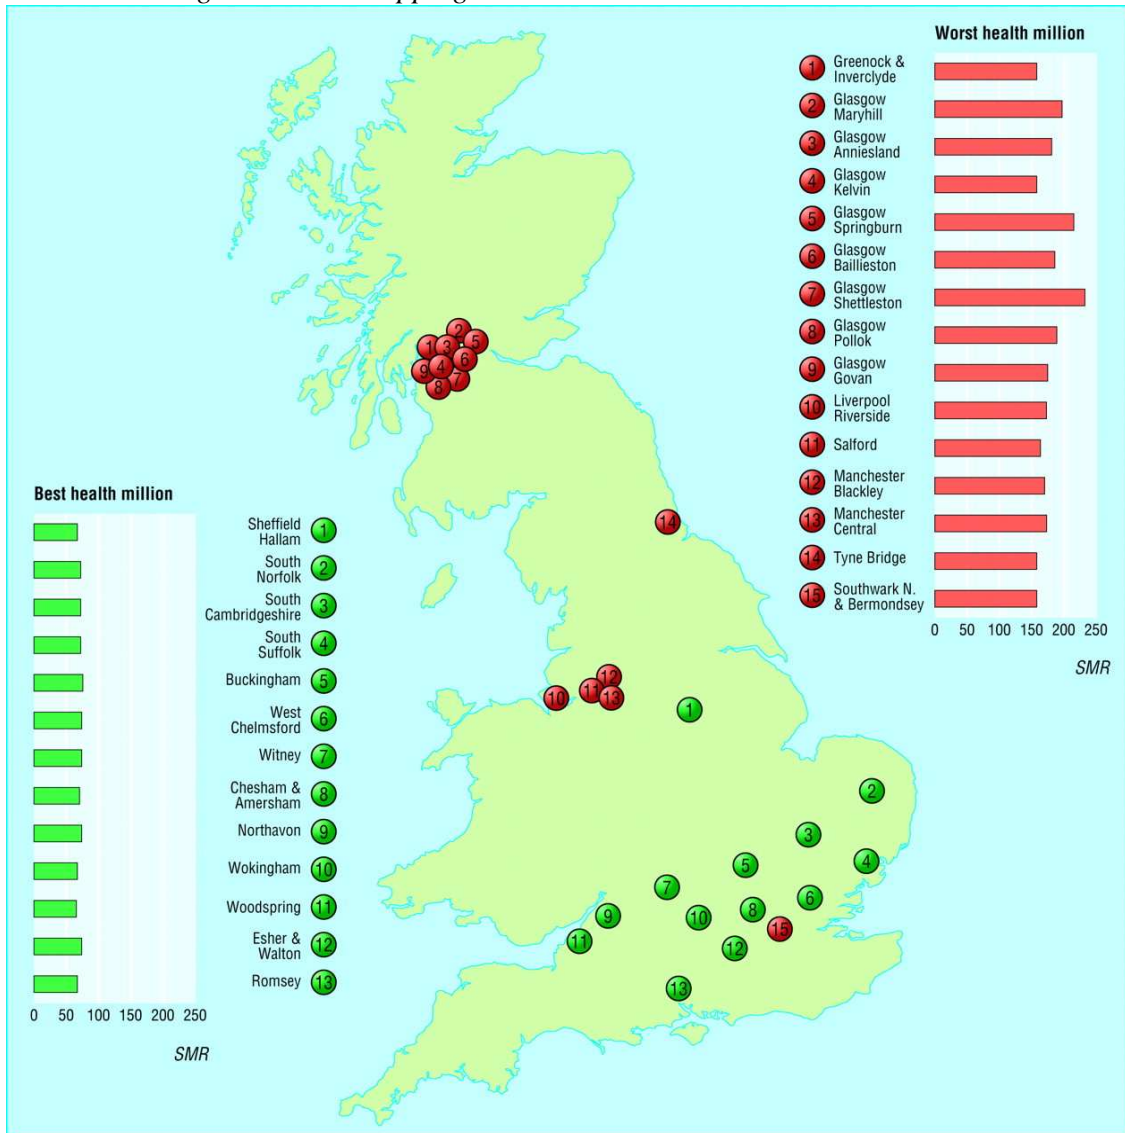 Worst health million
1 Greenock &
Inverclyde
2 Glasgow
Maryhill
3 Glasgow
Anniesland
4 Glasgow
Kelvin
5 Glasgow
Springburn
6 Glasgow
Baillieston
7 Glasgow
Shettleston
8 Glasgow
Pollok
9 Glasgow
Govan
10 Liverpool
Riverside
11 Salford
12 Manchester
Blackley
13 Manchester
Central
14 Tyne Bridge
15 Southwark N.
& Bermondsey
0 50 100 150 200 250
SMR
2
1 3 5
6
9 4 7
8
14
12
10 11 13
1
2
3
5 4
7 6
9 10 8
11 12 15
13
Best health million
Sheffield
Hallam 1
South
Norfolk 2
South
Cambridgeshire 3
South
Suffolk 4
Buckingham 5
West
Chelmsford 6
Witney 7
Chesham &
Amersham 8
Northavon 9
Wokingham 10
Woodspring 11
Esher &
Walton 12
Romsey 13
0 50 100 150 200 250
SMR